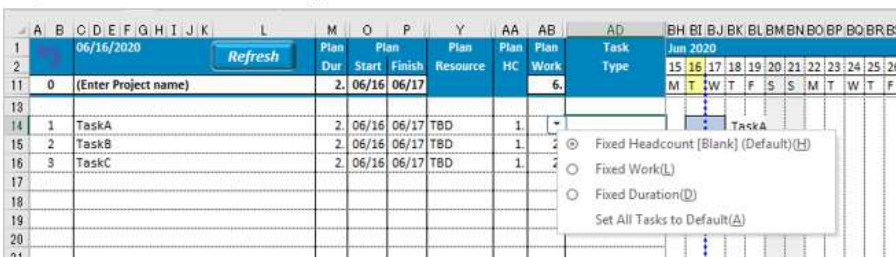 A B C D E F G H I J K L M O P Y AA AB AD BH BI BJ BK BL BM BN BO BP BQ BR
1 06/16/2020 Refresh Plan Plan Plan Plan Plan Task Jun 2020
2 Dur Start Finish Resource HC Work Type 15 16 17 18 19 20 21 22 23 24 25
11 0 (Enter Project name) 2. 06/16 06/17 6. M T W T F S S M T W T F
13
14 1 TaskA 2. 06/16 06/17 TBD 1. TaskA
15 2 TaskB 2. 06/16 06/17 TBD 1. 2 Fixed Headcount [Blank] (Default)(H)
16 3 TaskC 2. 06/16 06/17 TBD 1. 2 Fixed Work(L)
17
Fixed Duration(D)
18
Set All Tasks to Default(A)
19
20